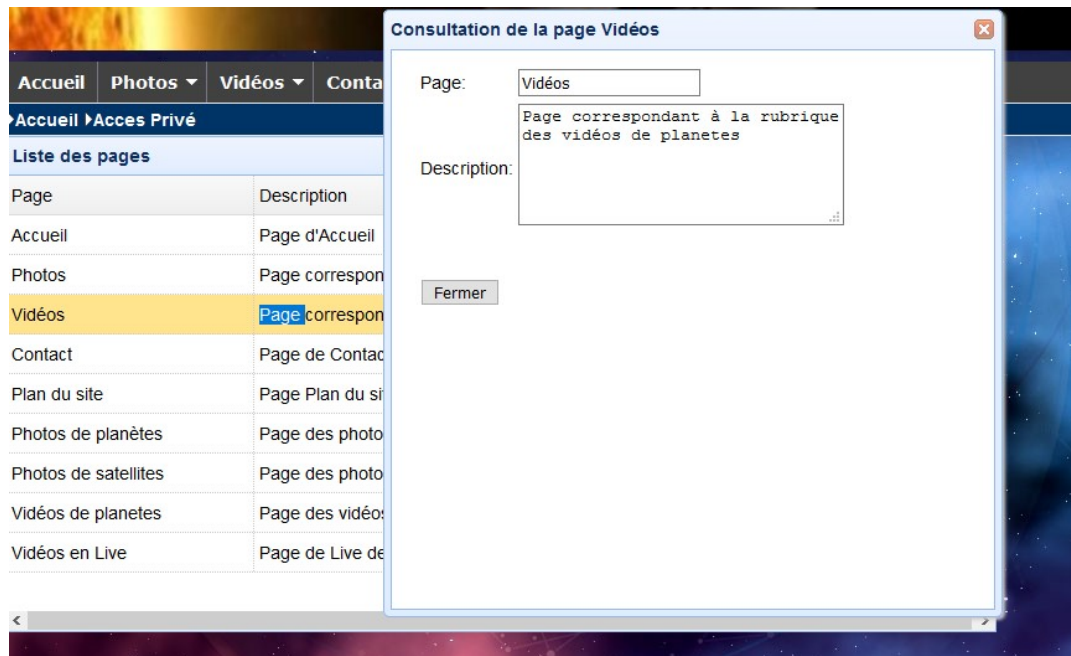 Consultation de la page Vidéos
Accueil Photos Vidéos Conta
Accueil Acces Privé
Liste des pages
Page Description
Accueil Page d'Accueil
Photos Page correspon
Vidéos Page correspon
Contact Page de Contac
Plan du site Page Plan du si
Photos de planètes Page des photo
Photos de satellites Page des photo
Vidéos de planetes Page des vidéo
Vidéos en Live Page de Live de
Page: Vidéos
Description: Page correspondant à la rubrique
des vidéos de planetes
Fermer